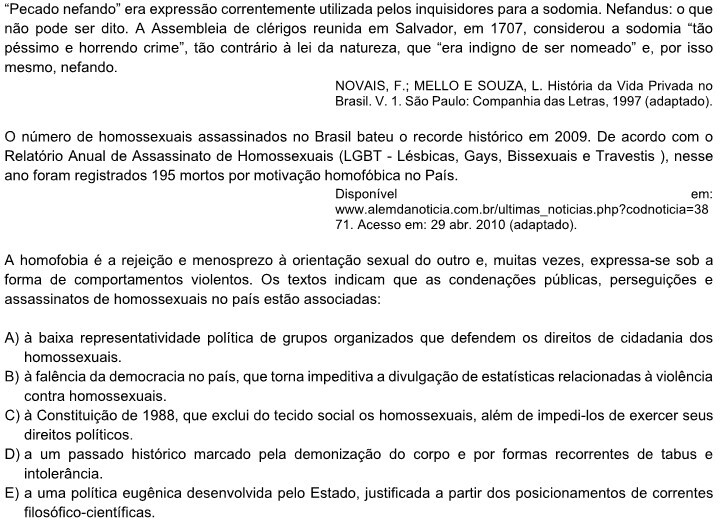 “Pecado nefando” era expressão correntemente utilizada pelos inquisidores para a sodomia. Nefandus: o que
não pode ser dito. A Assembleia de clérigos reunida em Salvador, em 1707, considerou a sodomia “tão
péssimo e horrendo crime”, tão contrário à lei da natureza, que “era indigno de ser nomeado” e, por isso
mesmo, nefando.
NOVAIS, F.; MELLO E SOUZA, L. História da Vida Privada no
Brasil. V. 1. São Paulo: Companhia das Letras, 1997 (adaptado).
O número de homossexuais assassinados no Brasil bateu o recorde histórico em 2009. De acordo com o
Relatório Anual de Assassinato de Homossexuais (LGBT - Lésbicas, Gays, Bissexuais e Travestis ), nesse
ano foram registrados 195 mortos por motivação homofóbica no País.
Disponível em:
www.alemdanoticia.com.br/ultimas_noticias.php?codnoticia=38
71. Acesso em: 29 abr. 2010 (adaptado).
A homofobia é a rejeição e menosprezo à orientação sexual do outro e, muitas vezes, expressa-se sob a
forma de comportamentos violentos. Os textos indicam que as condenações públicas, perseguições e
assassinatos de homossexuais no país estão associadas:
A) à baixa representatividade política de grupos organizados que defendem os direitos de cidadania dos
homossexuais.
B) à falência da democracia no país, que torna impeditiva a divulgação de estatísticas relacionadas à violência
contra homossexuais.
C) à Constituição de 1988, que exclui do tecido social os homossexuais, além de impedi-los de exercer seus
direitos políticos.
D) a um passado histórico marcado pela demonização do corpo e por formas recorrentes de tabus e
intolerância.
E) a uma política eugênica desenvolvida pelo Estado, justificada a partir dos posicionamentos de correntes
filosófico-científicas.